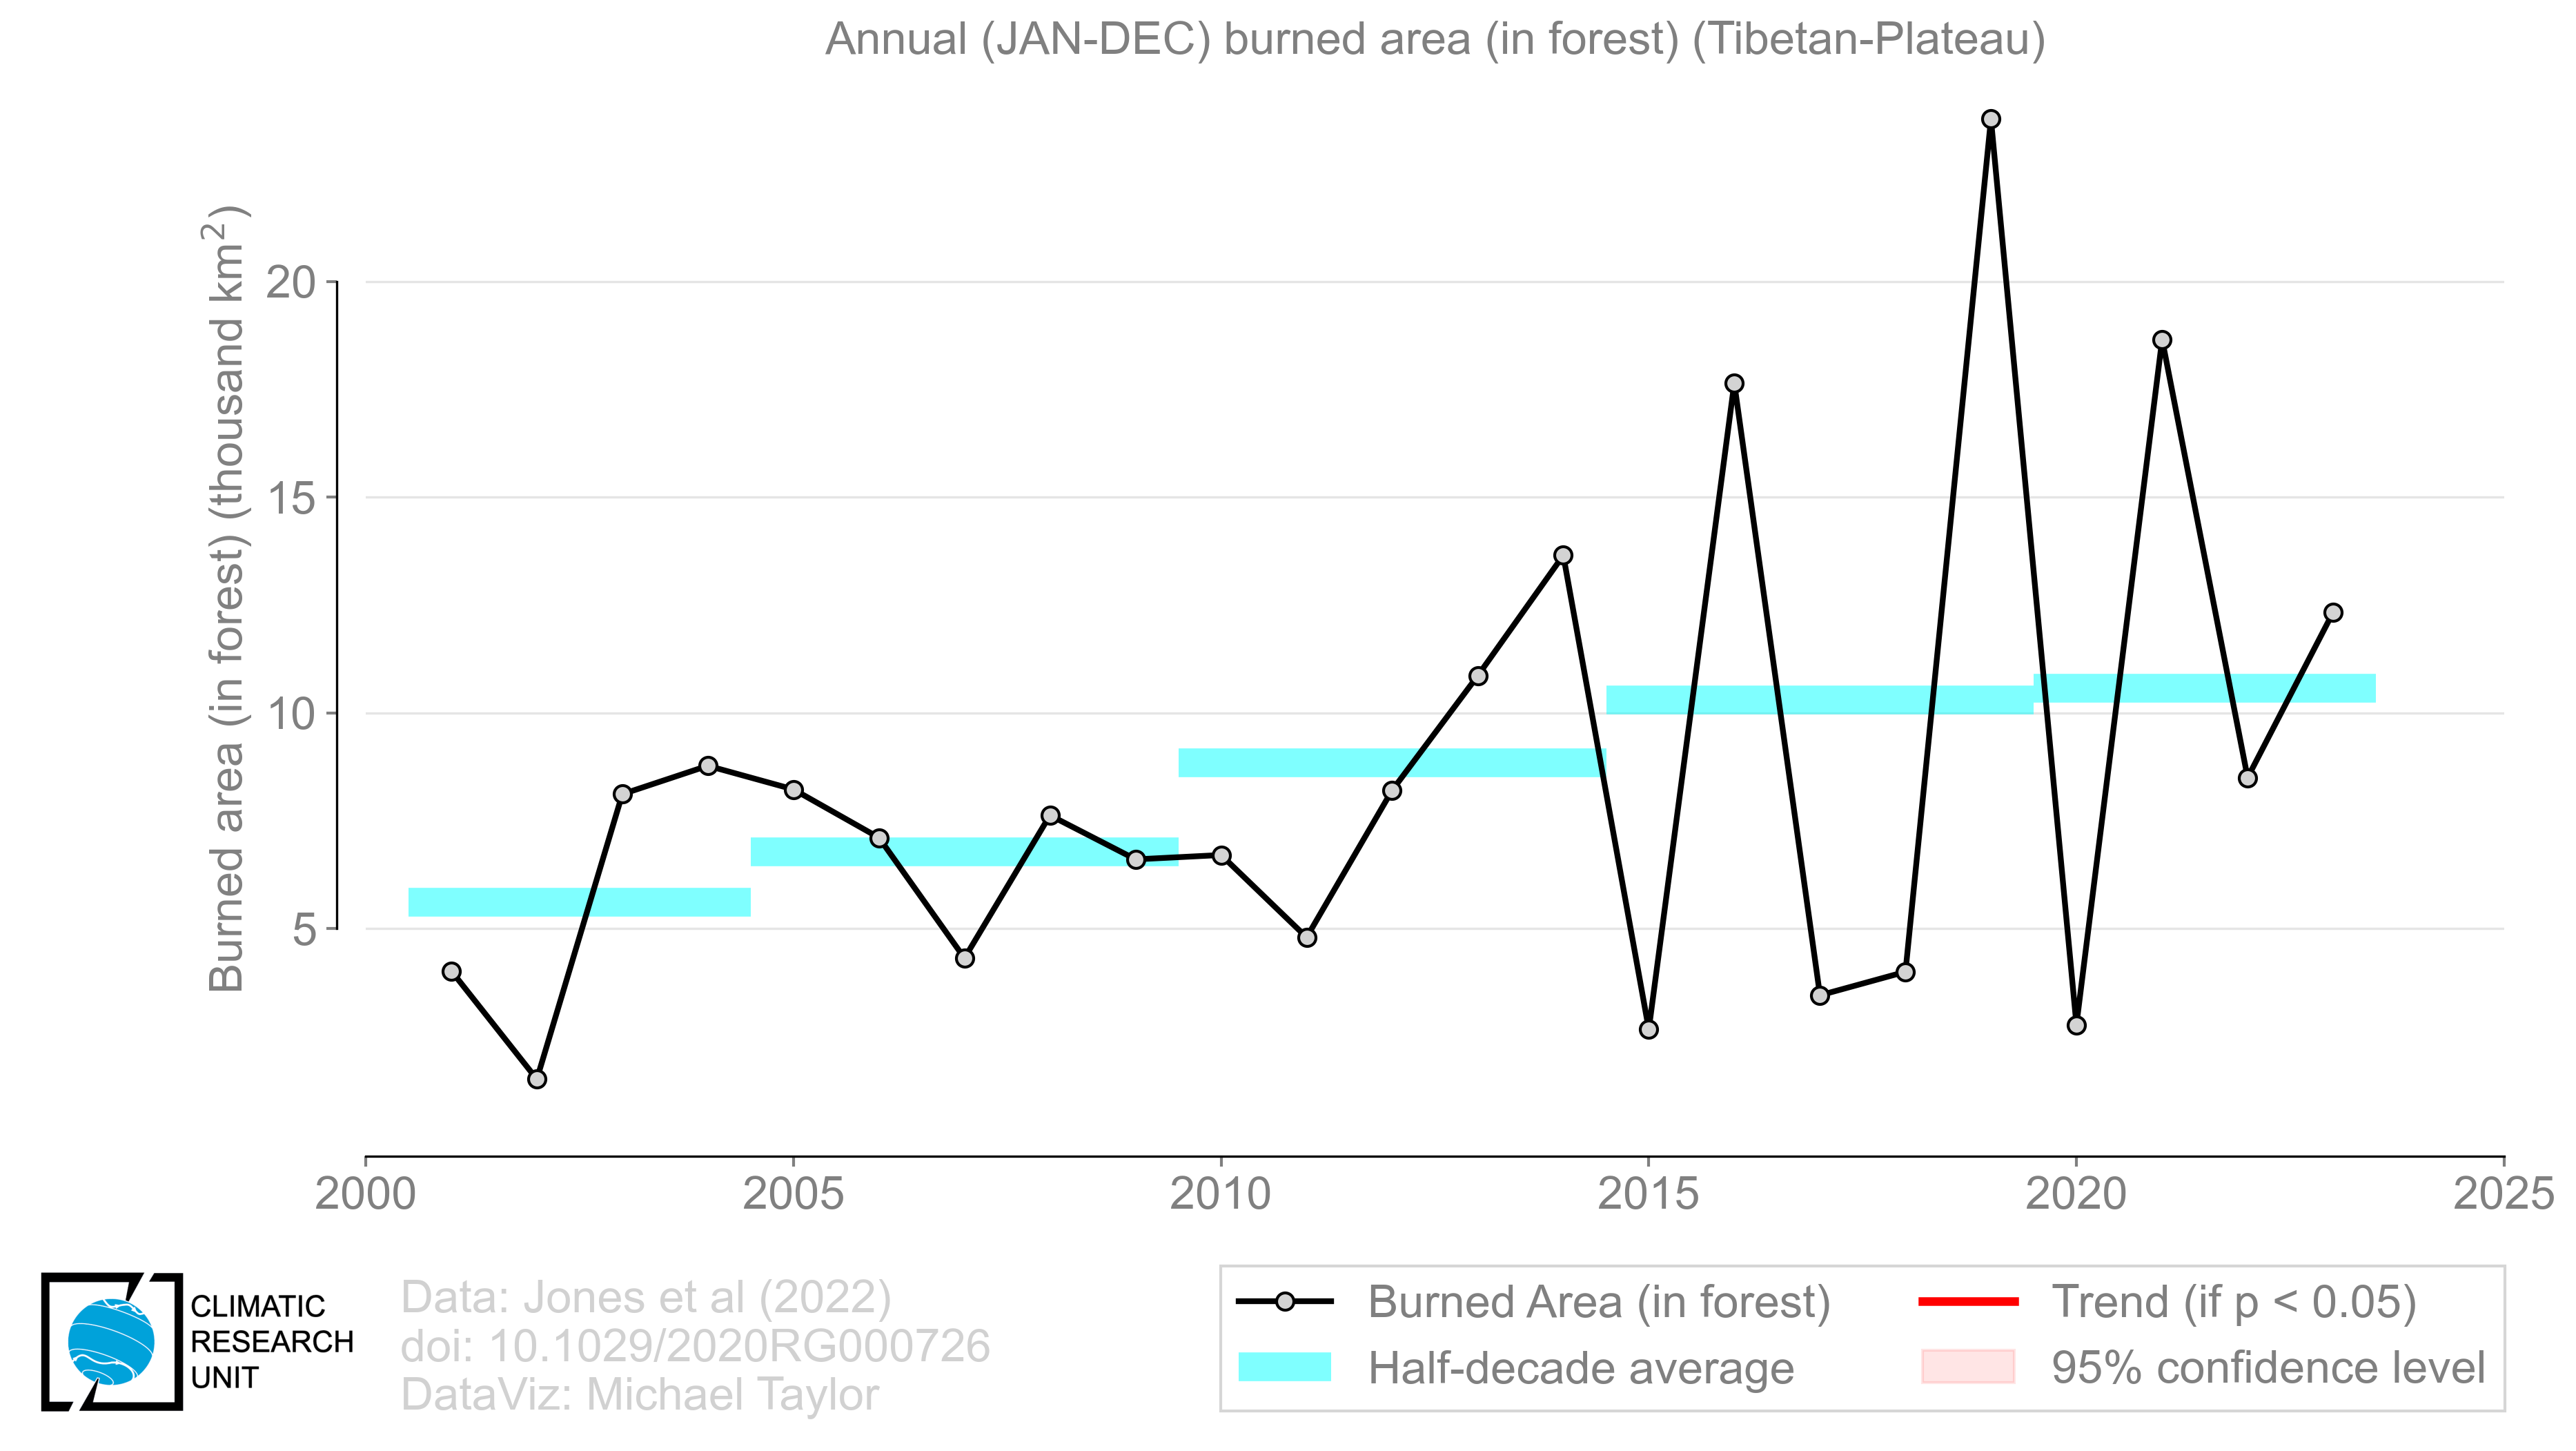 Annual (JAN-DEC) burned area (in forest) (Tibetan-Plateau)
Burned area (in forest) (thousand km²)
20
15
10
5
2000 2005 2010 2015 2020 2025
CLIMATIC
RESEARCH
UNIT
Data: Jones et al (2022)
doi: 10.1029/2020RG000726
DataViz: Michael Taylor
Burned Area (in forest)
Half-decade average
Trend (if p < 0.05)
95% confidence level